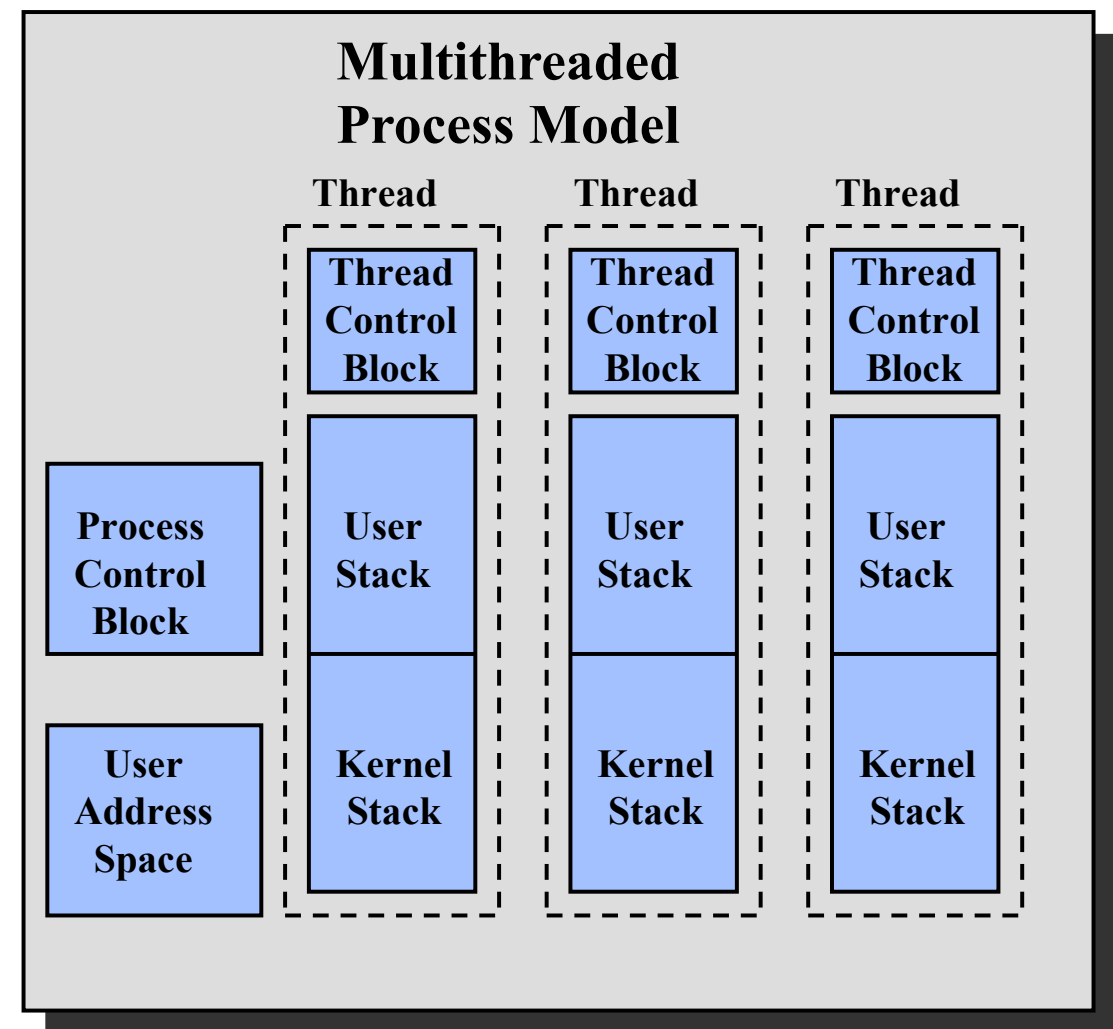 Multithreaded
Process Model
Thread
Thread
Thread
Thread
Control
Block
Thread
Control
Block
Thread
Control
Block
Process
Control
Block
User
Stack
User
Stack
User
Stack
User
Address
Space
Kernel
Stack
Kernel
Stack
Kernel
Stack